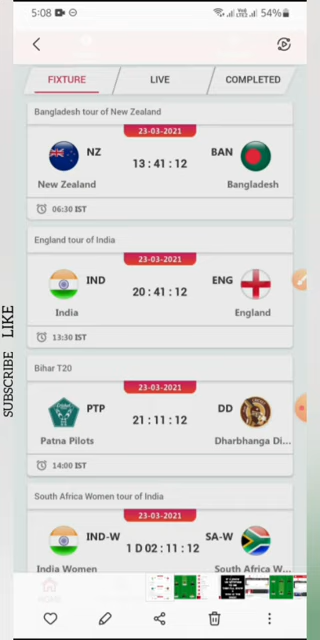 5:08
54%
FIXTURE
LIVE
COMPLETED
Bangladesh tour of New Zealand
23-03-2021
NZ
13 : 41 : 12
BAN
New Zealand
Bangladesh
06:30 IST
England tour of India
23-03-2021
IND
20 : 41 : 12
ENG
India
England
13:30 IST
Bihar T20
23-03-2021
PTP
21 : 11 : 12
DD
Patna Pilots
Dharbhanga Di...
14:00 IST
South Africa Women tour of India
23-03-2021
IND-W
1 D 02 : 11 : 12
SA-W
India Women
South Africa W...
SUBSCRIBE LIKE